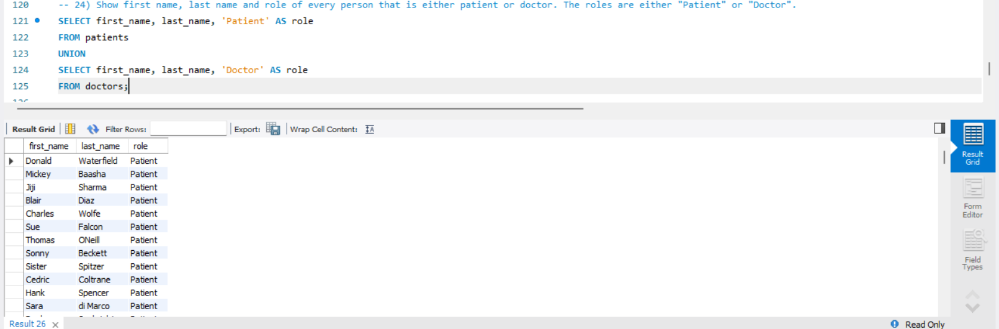 120 -- 24) Show first name, last name and role of every person that is either patient or doctor. The roles are either "Patient" or "Doctor".
121 SELECT first_name, last_name, 'Patient' AS role
122 FROM patients
123 UNION
124 SELECT first_name, last_name, 'Doctor' AS role
125 FROM doctors;
Result Grid Filter Rows: Export: Wrap Cell Content:
first_name last_name role
Donald Waterfield Patient
Mickey Baasha Patient
Jiji Sharma Patient
Blair Diaz Patient
Charles Wolfe Patient
Sue Falcon Patient
Thomas ONeill Patient
Sonny Beckett Patient
Sister Spitzer Patient
Cedric Coltrane Patient
Hank Spencer Patient
Sara di Marco Patient
Result
Grid
Form
Editor
Field
Types
Result 26
Read Only